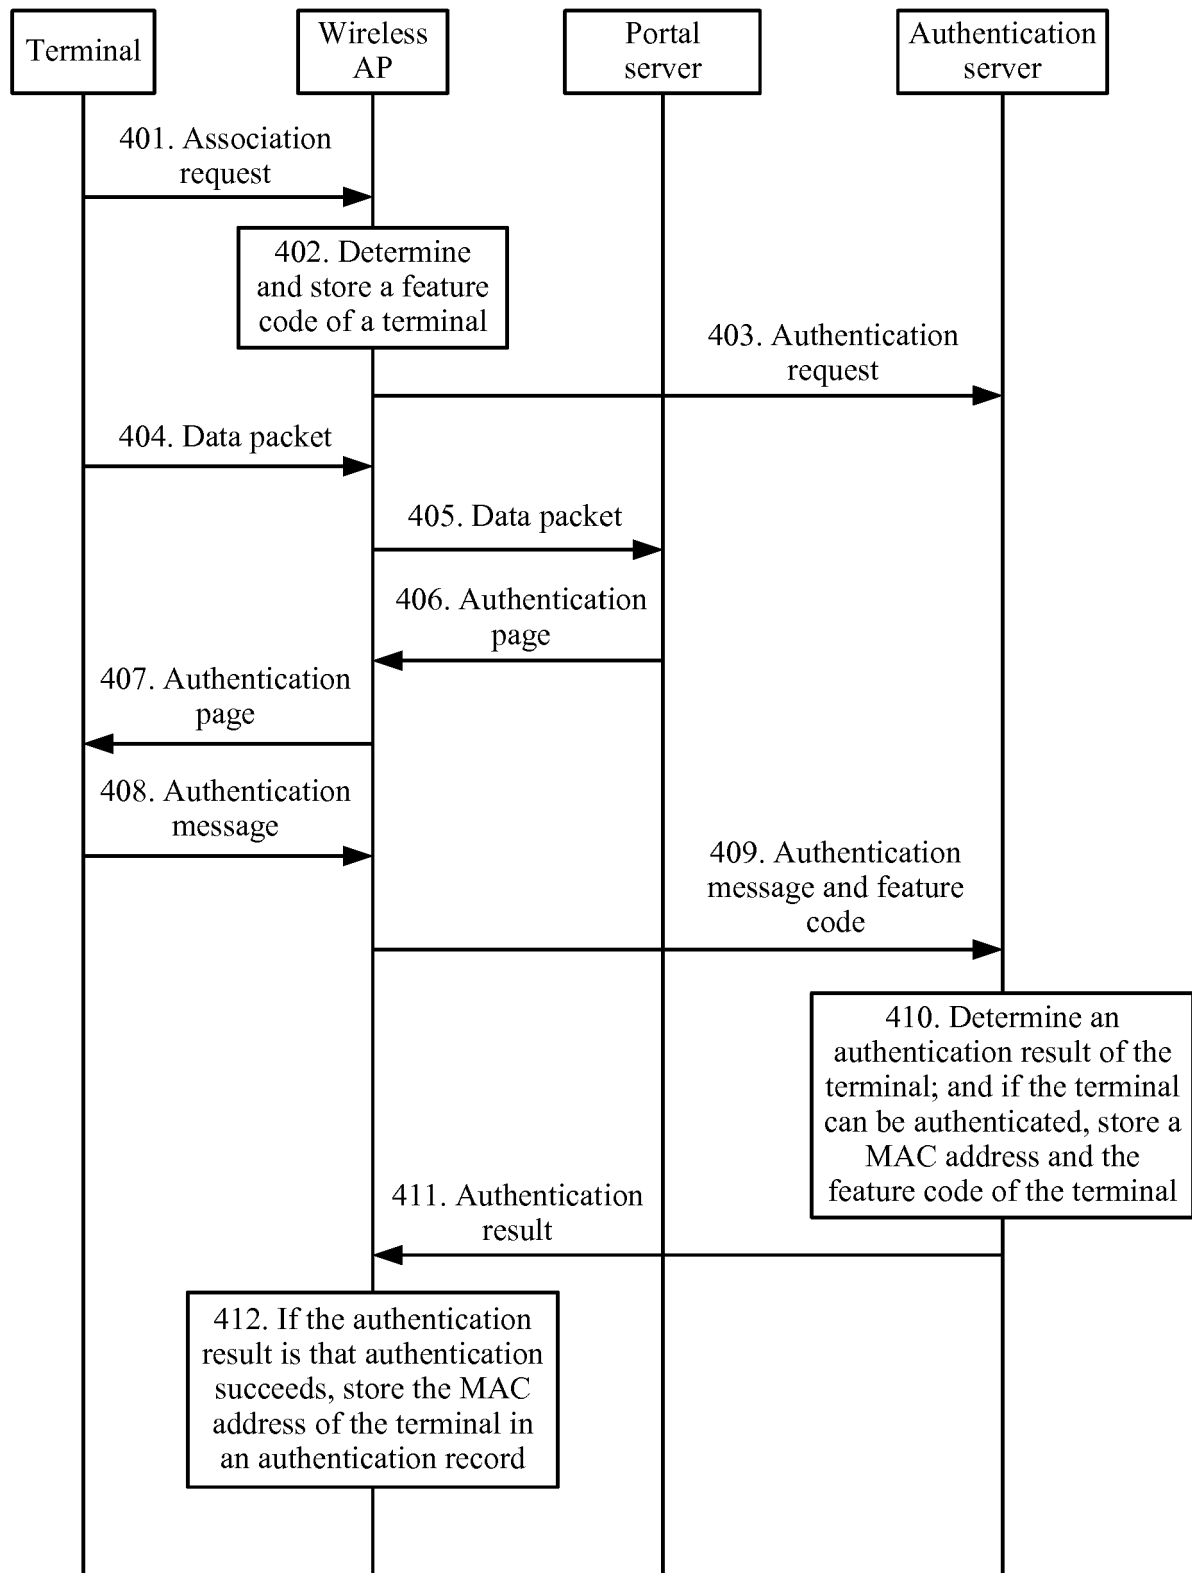 Terminal
Wireless
AP
Portal
server
Authentication
server
401. Association
request
402. Determine
and store a feature
code of a terminal
403. Authentication
request
404. Data packet
405. Data packet
406. Authentication
page
407. Authentication
page
408. Authentication
message
409. Authentication
message and feature
code
410. Determine an
authentication result of the
terminal; and if the terminal
can be authenticated, store a
MAC address and the
feature code of the terminal
411. Authentication
result
412. If the authentication
result is that authentication
succeeds, store the MAC
address of the terminal in
an authentication record